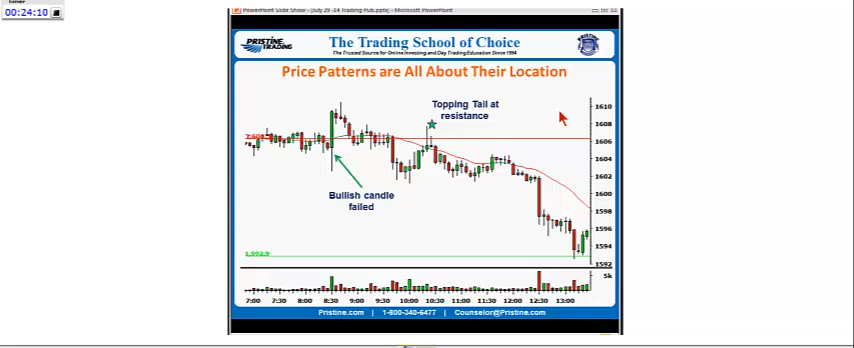 00:24:10
PowerPoint Slide Show - [July 29 -14 Trading Pub.pptx] - Microsoft PowerPoint
PRISTINE
TRADING
The Trading School of Choice
The Trusted Source for Online Investing and Day Trading Education Since 1994
Price Patterns are All About Their Location
Topping Tail at
resistance
Bullish candle
failed
1610
1608
1606
1604
1602
1600
1598
1596
1594
1592
1,592.9
5k
7:00 7:30 8:00 8:30 9:00 9:30 10:00 10:30 11:00 11:30 12:00 12:30 13:00
Pristine.com | 1-800-340-6477 | Counselor@Pristine.com